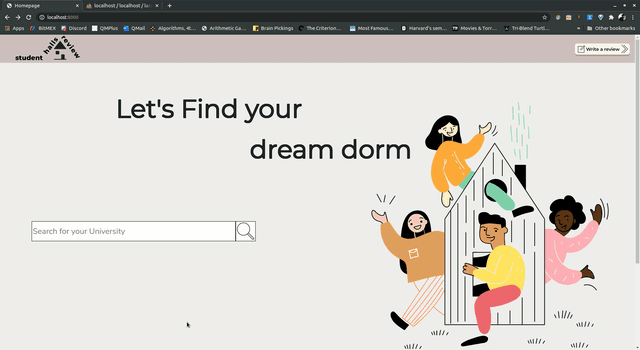 Homepage
localhost / localhost / lar
localhost:8000
Apps
BitMEX
Discord
QMPlus
QMail
Algorithms, 4t
Arithmetic Ga...
Brain Pickings
The Criterion...
Most Famous...
Harvard's sem...
Movies & Torr...
Tri-Blend Turtl...
Other bookmarks
student
halls
review
Write a review
Let's Find your
dream dorm
Search for your University